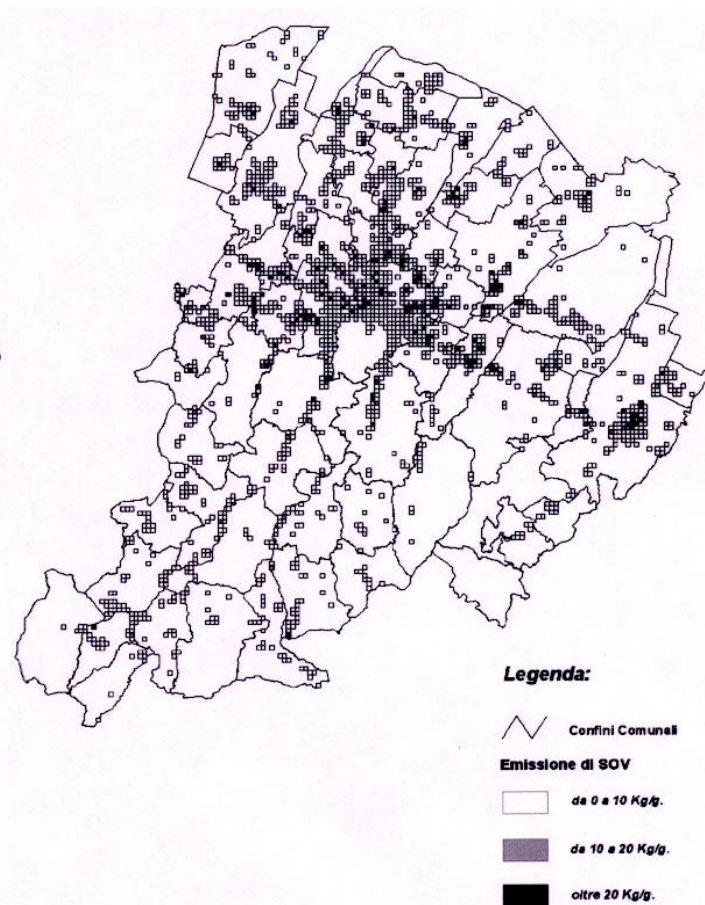 Legenda:
Confini Comunali
Emissione di SOV
da 0 a 10 Kg/g.
da 10 a 20 Kg/g.
oltre 20 Kg/g.